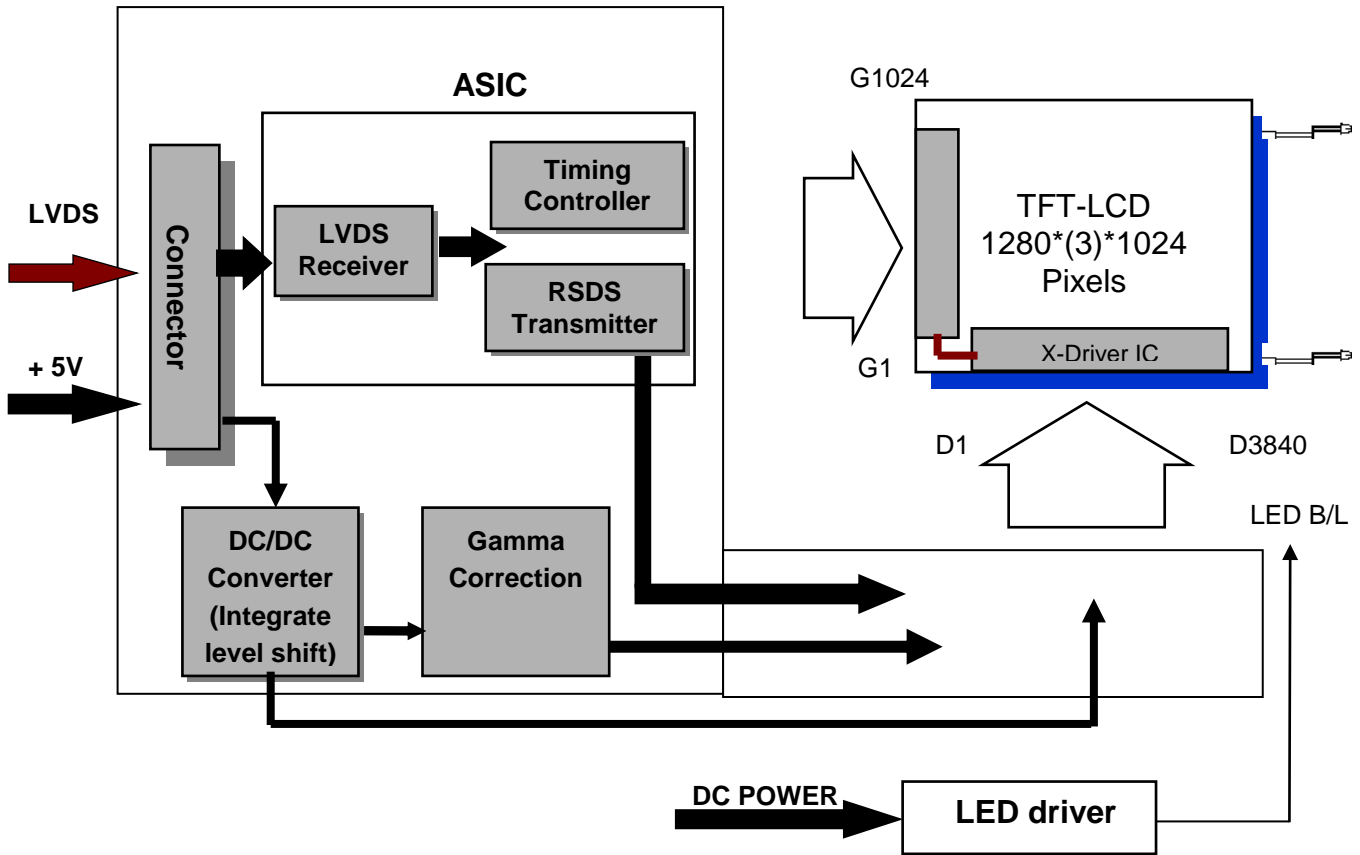 ASIC
G1024
LVDS
+ 5V
Connector
LVDS
Receiver
Timing
Controller
RSDS
Transmitter
TFT-LCD
1280*(3)*1024
Pixels
G1
X-Driver IC
D1
D3840
LED B/L
DC/DC
Converter
(Integrate
level shift)
Gamma
Correction
DC POWER
LED driver